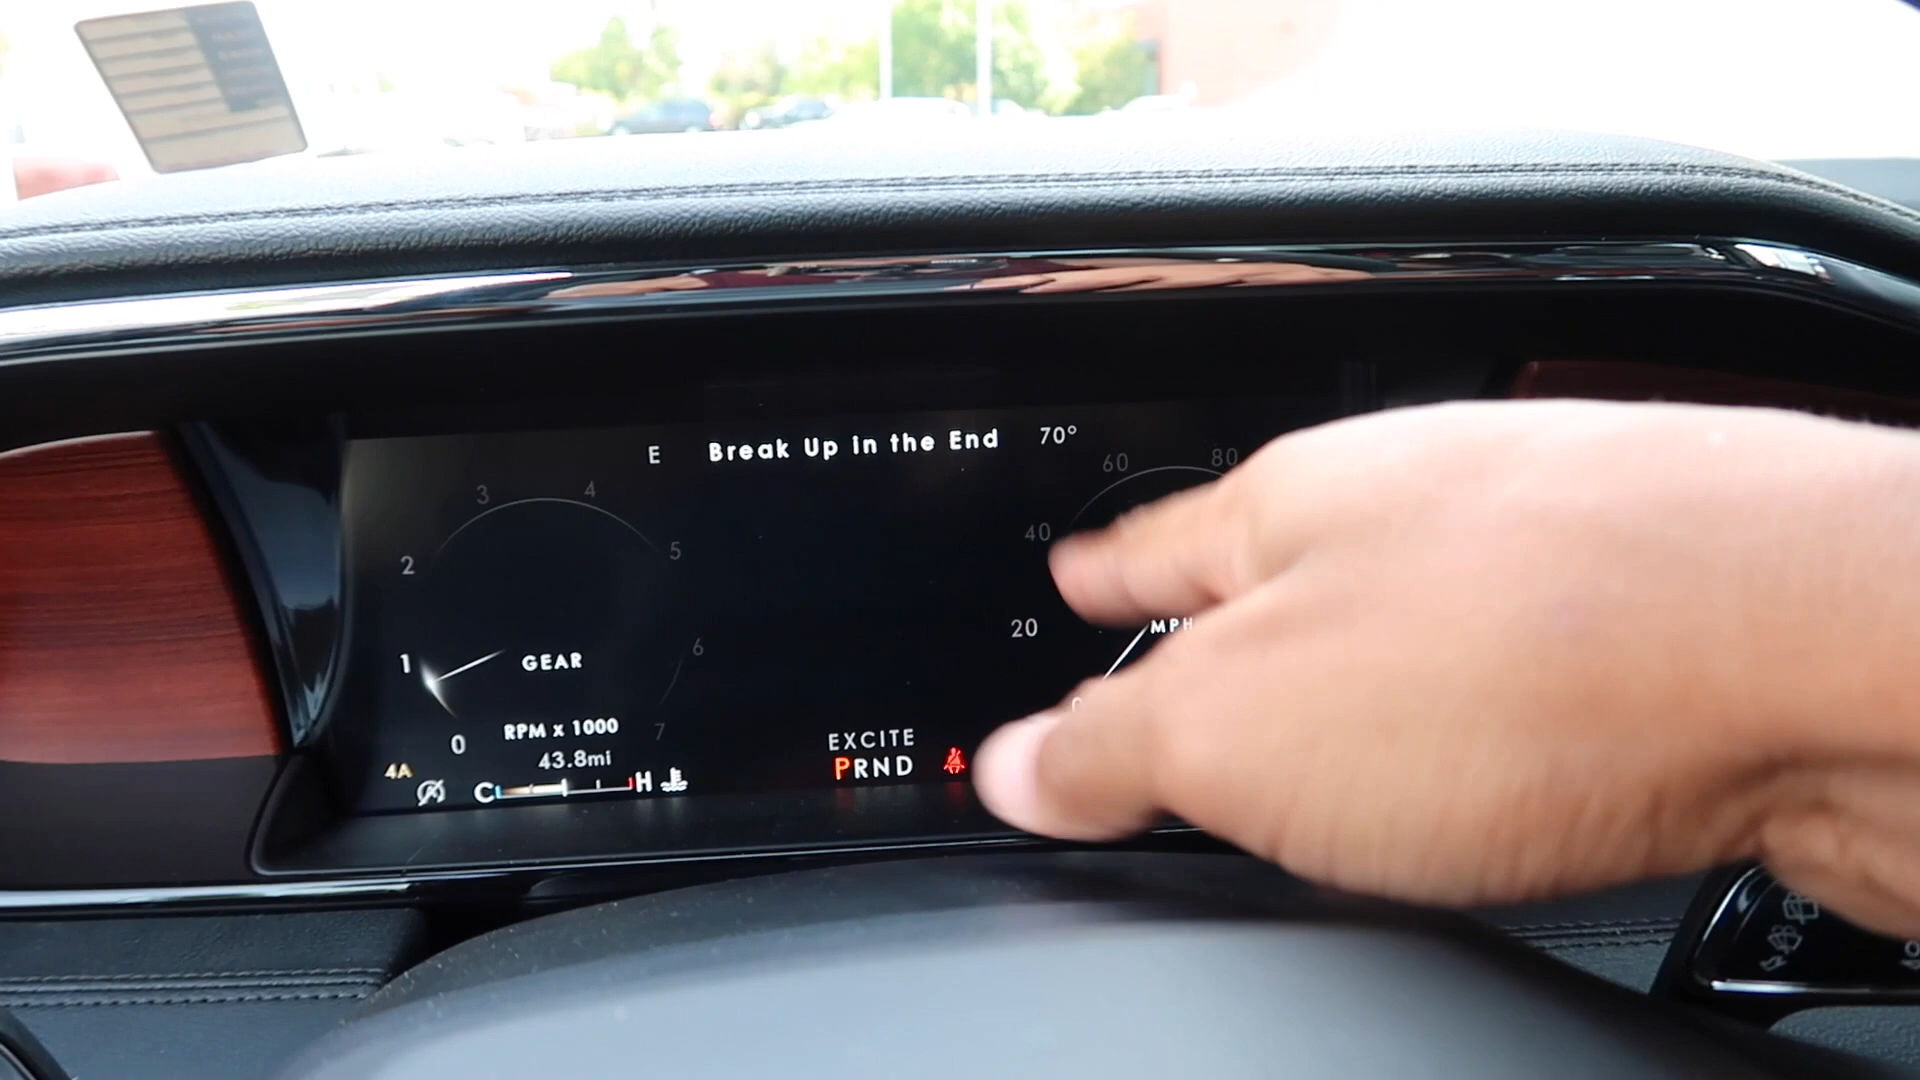 E Break Up in the End 70°
3 4
2 5
1 GEAR 6
0 RPM x 1000 7
43.8mi
4A
C H
EXCITE
PRND
60 80
40
20 MPH
0